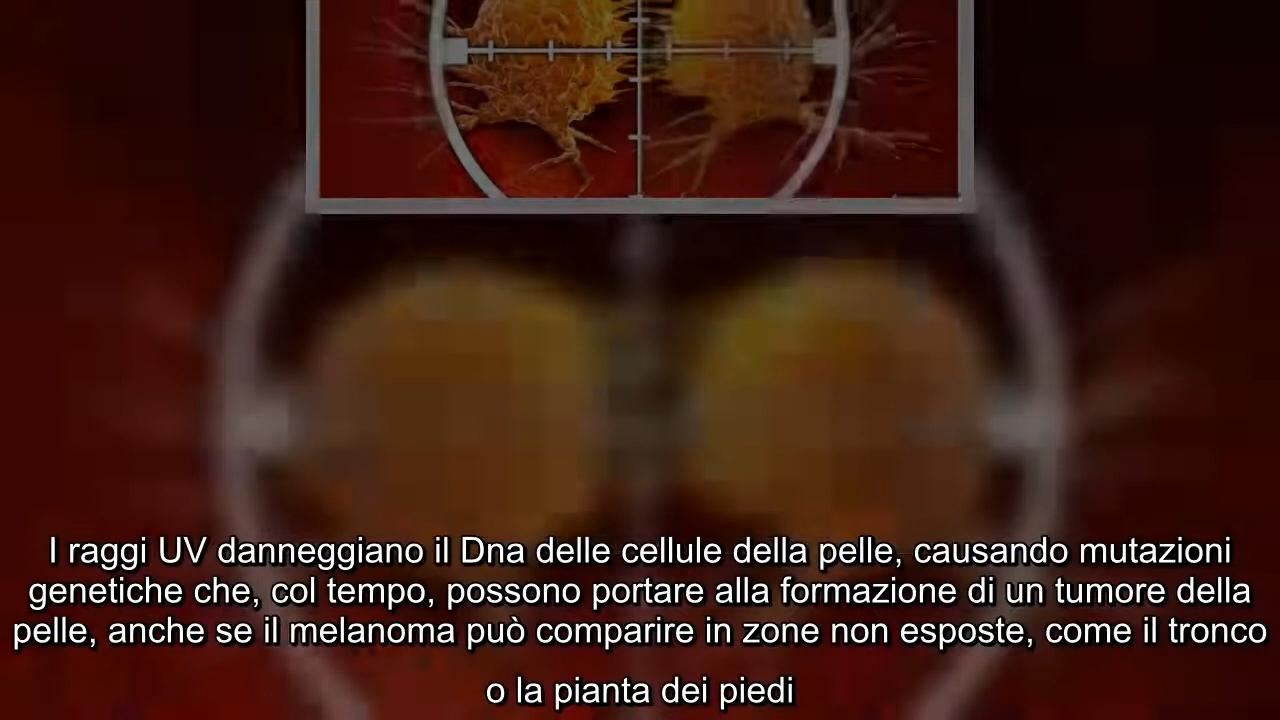 I raggi UV danneggiano il Dna delle cellule della pelle, causando mutazioni
genetiche che, col tempo, possono portare alla formazione di un tumore della
pelle, anche se il melanoma può comparire in zone non esposte, come il tronco
o la pianta dei piedi